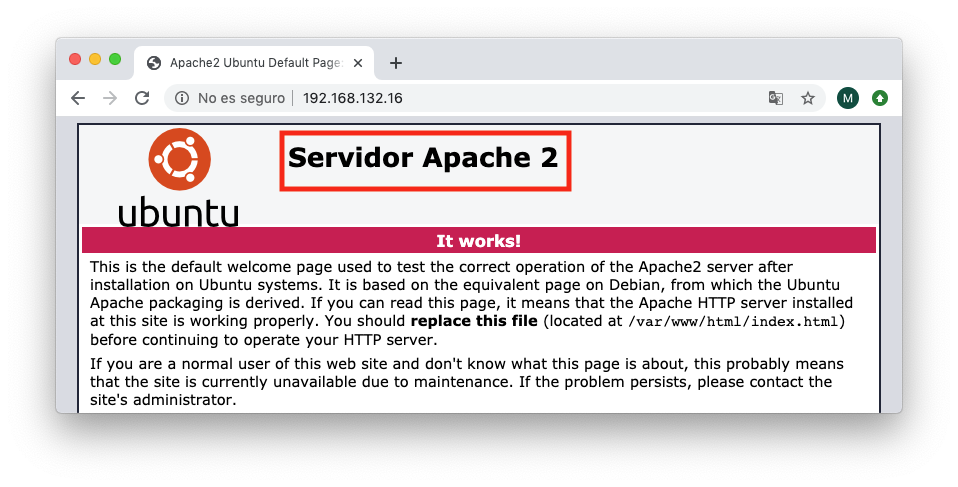 Apache2 Ubuntu Default Page:
No es seguro | 192.168.132.16
M
Servidor Apache 2
ubuntu
It works!
This is the default welcome page used to test the correct operation of the Apache2 server after
installation on Ubuntu systems. It is based on the equivalent page on Debian, from which the Ubuntu
Apache packaging is derived. If you can read this page, it means that the Apache HTTP server installed
at this site is working properly. You should replace this file (located at /var/www/html/index.html)
before continuing to operate your HTTP server.
If you are a normal user of this web site and don't know what this page is about, this probably means
that the site is currently unavailable due to maintenance. If the problem persists, please contact the
site's administrator.